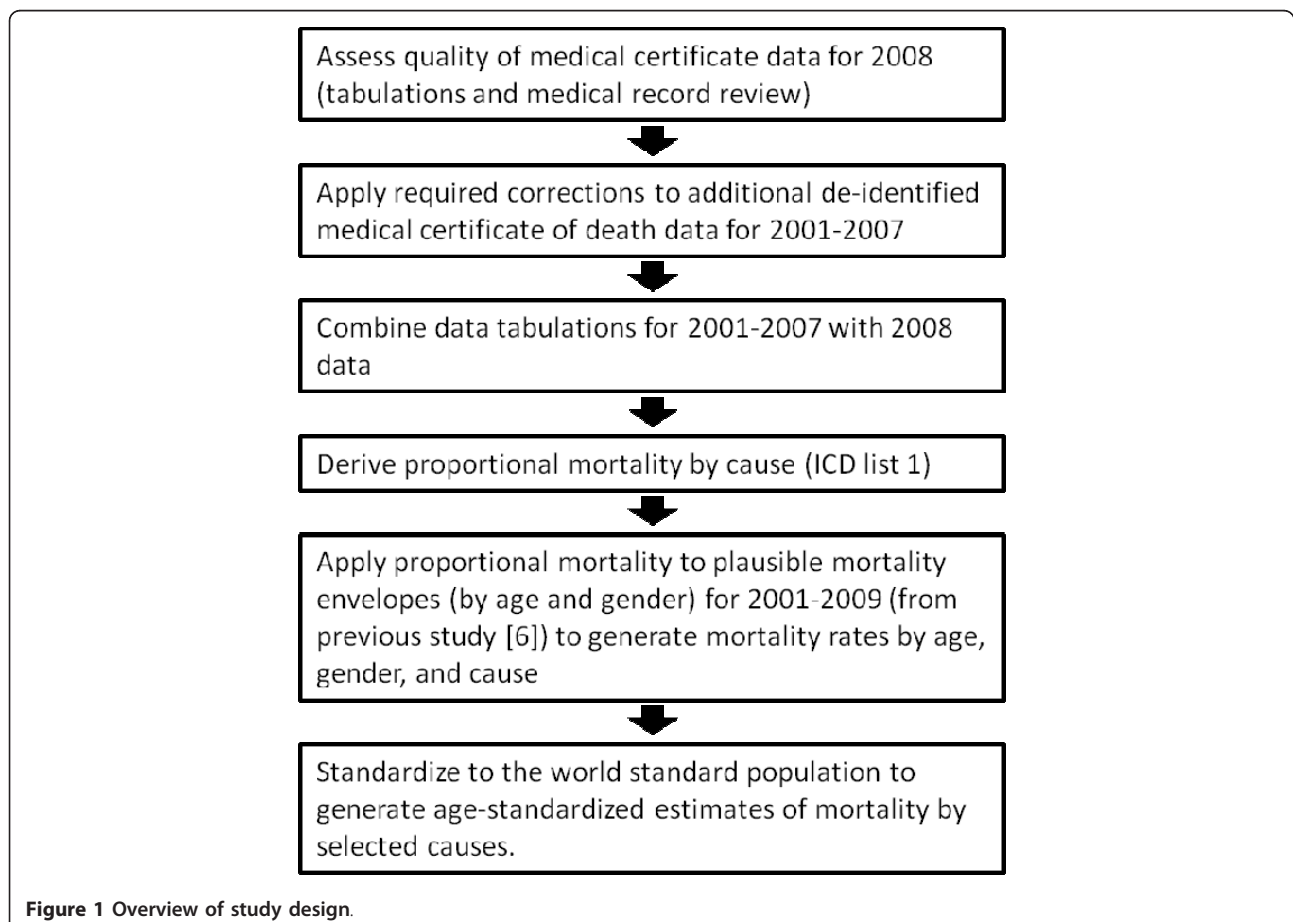 Assess quality of medical certificate data for 2008
(tabulations and medical record review)
Apply required corrections to additional de-identified
medical certificate of death data for 2001-2007
Combine data tabulations for 2001-2007 with 2008
data
Derive proportional mortality by cause (ICD list 1)
Apply proportional mortality to plausible mortality
envelopes (by age and gender) for 2001-2009 (from
previous study [6]) to generate mortality rates by age,
gender, and cause
Standardize to the world standard population to
generate age-standardized estimates of mortality by
selected causes.
Figure 1 Overview of study design.